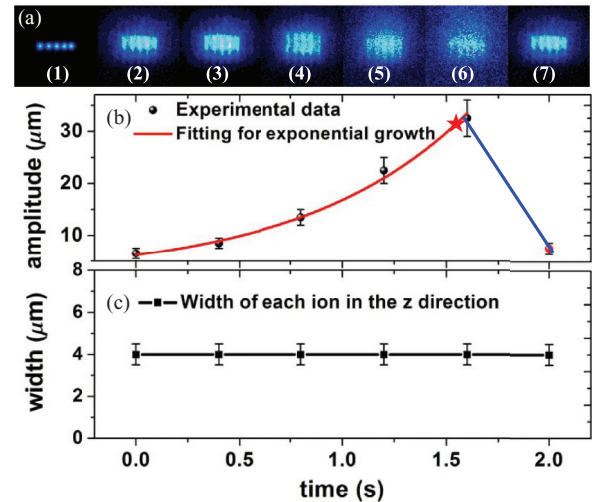 (a)
(1) (2) (3) (4) (5) (6) (7)
(b)
Experimental data
Fitting for exponential growth
30
20
10
amplitude (μm)
(c)
Width of each ion in the z direction
8
6
4
2
0
width (μm)
0.0 0.5 1.0 1.5 2.0
time (s)